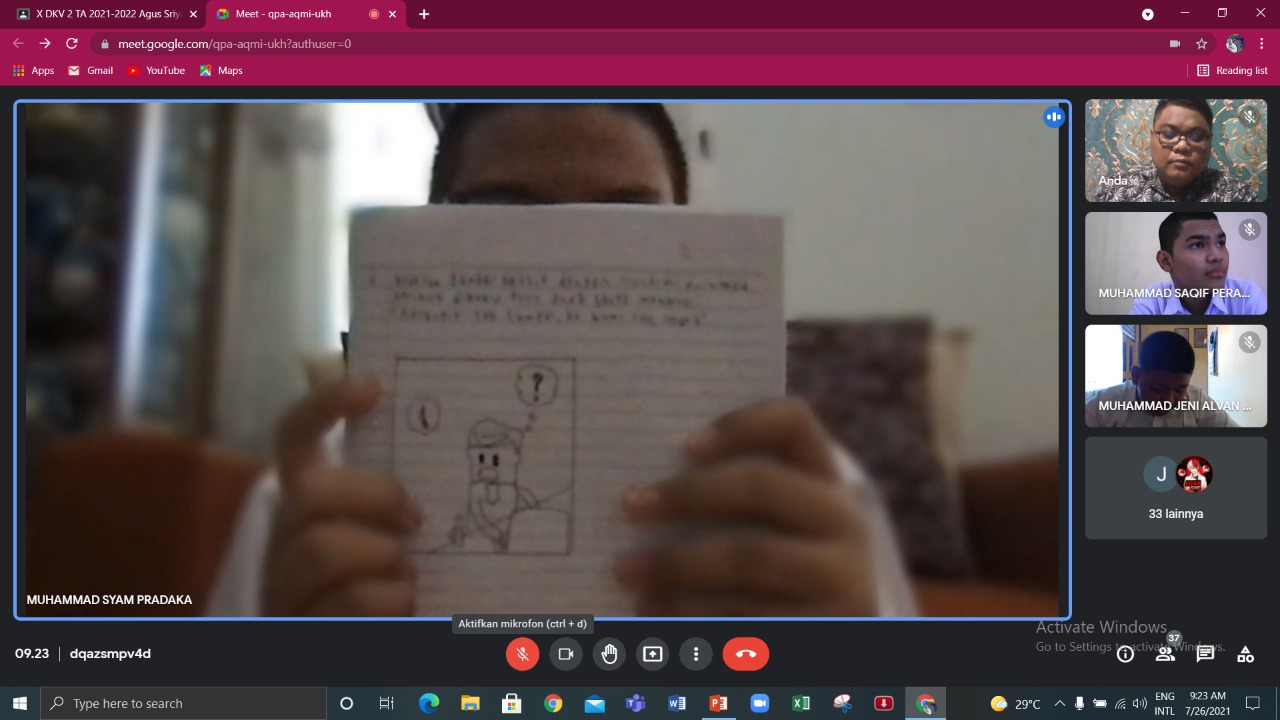 X DKV 2 TA 2021-2022 Agus Sriy
Meet - qpa-aqmi-ukh
meet.google.com/qpa-aqmi-ukh?authuser=0
Apps
Gmail
YouTube
Maps
Reading list
Anda
MUHAMMAD SAQIF PERA...
MUHAMMAD JENI ALVAN ...
J
33 lainnya
?
MUHAMMAD SYAM PRADAKA
Aktifkan mikrofon (ctrl + d)
09.23 | dqazsmpv4d
37
Activate Windows
Go to Settings to activate Windows.
Type here to search
29°C
ENG
INTL
9:23 AM
7/26/2021